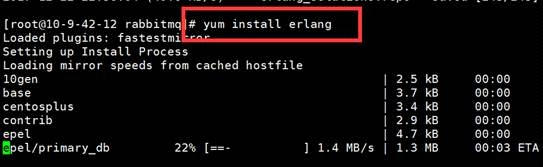 [root@10-9-42-12 rabbitmq]# yum install erlang
Loaded plugins: fastestmirror
Setting up Install Process
Loading mirror speeds from cached hostfile
10gen | 2.5 kB 00:00
base | 3.7 kB 00:00
centosplus | 3.4 kB 00:00
contrib | 2.9 kB 00:00
epel | 4.7 kB 00:00
epel/primary_db 22% [==- ] 1.4 MB/s | 1.3 MB 00:03 ETA